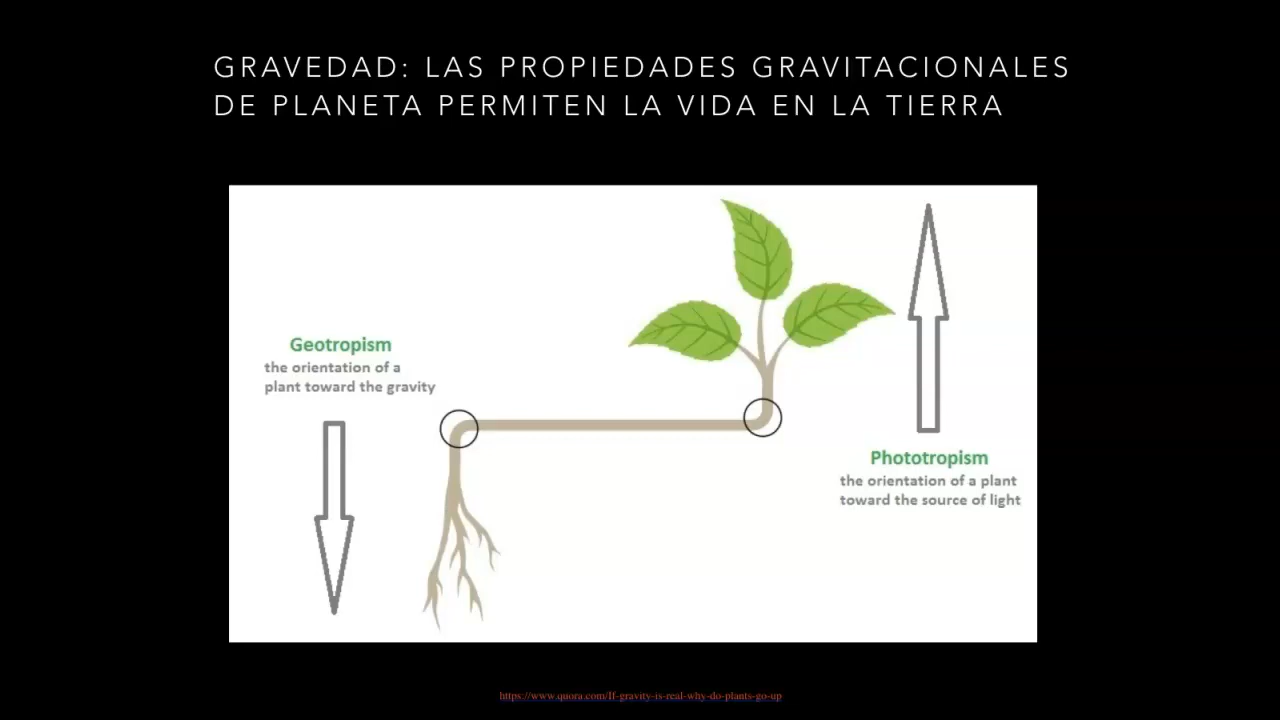 GRAVEDAD: LAS PROPIEDADES GRAVITACIONALES
DE PLANETA PERMITEN LA VIDA EN LA TIERRA
Geotropism
the orientation of a
plant toward the gravity
Phototropism
the orientation of a plant
toward the source of light
https://www.quora.com/If-gravity-is-real-why-do-plants-go-up